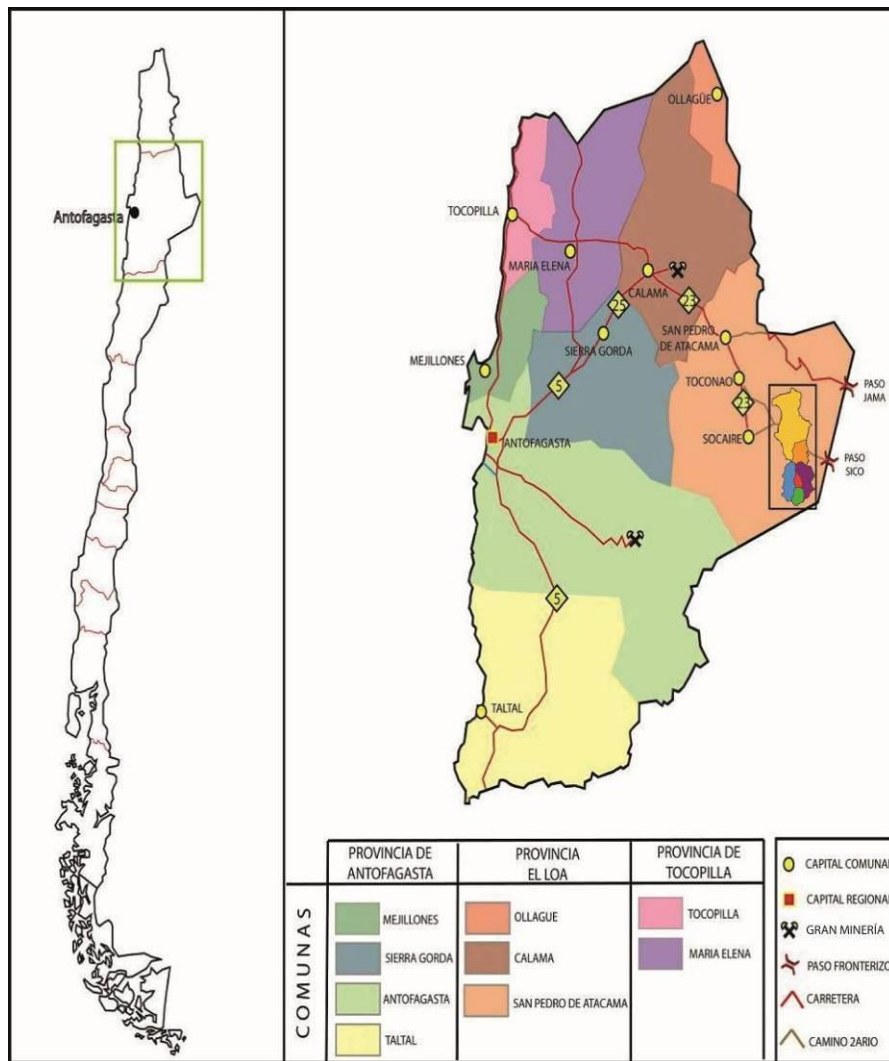 Antofagasta
OLLAGÜE
TOCOPILLA
MARIA ELENA
CALAMA
25
23
SAN PEDRO
DE ATACAMA
SIERRA GORDA
MEJILLONES
5
TOCONAO
23
PASO
JAMA
ANTOFAGASTA
SOCAIRE
PASO
SICO
5
TALTAL
PROVINCIA DE
ANTOFAGASTA
PROVINCIA
EL LOA
PROVINCIA DE
TOCOPILLA
COMUNAS
MEJILLONES
SIERRA GORDA
ANTOFAGASTA
TALTAL
OLLAGUE
CALAMA
SAN PEDRO DE ATACAMA
TOCOPILLA
MARIA ELENA
CAPITAL COMUNAL
CAPITAL REGIONAL
GRAN MINERÍA
PASO FRONTERIZO
CARRETERA
CAMINO 2ARIO